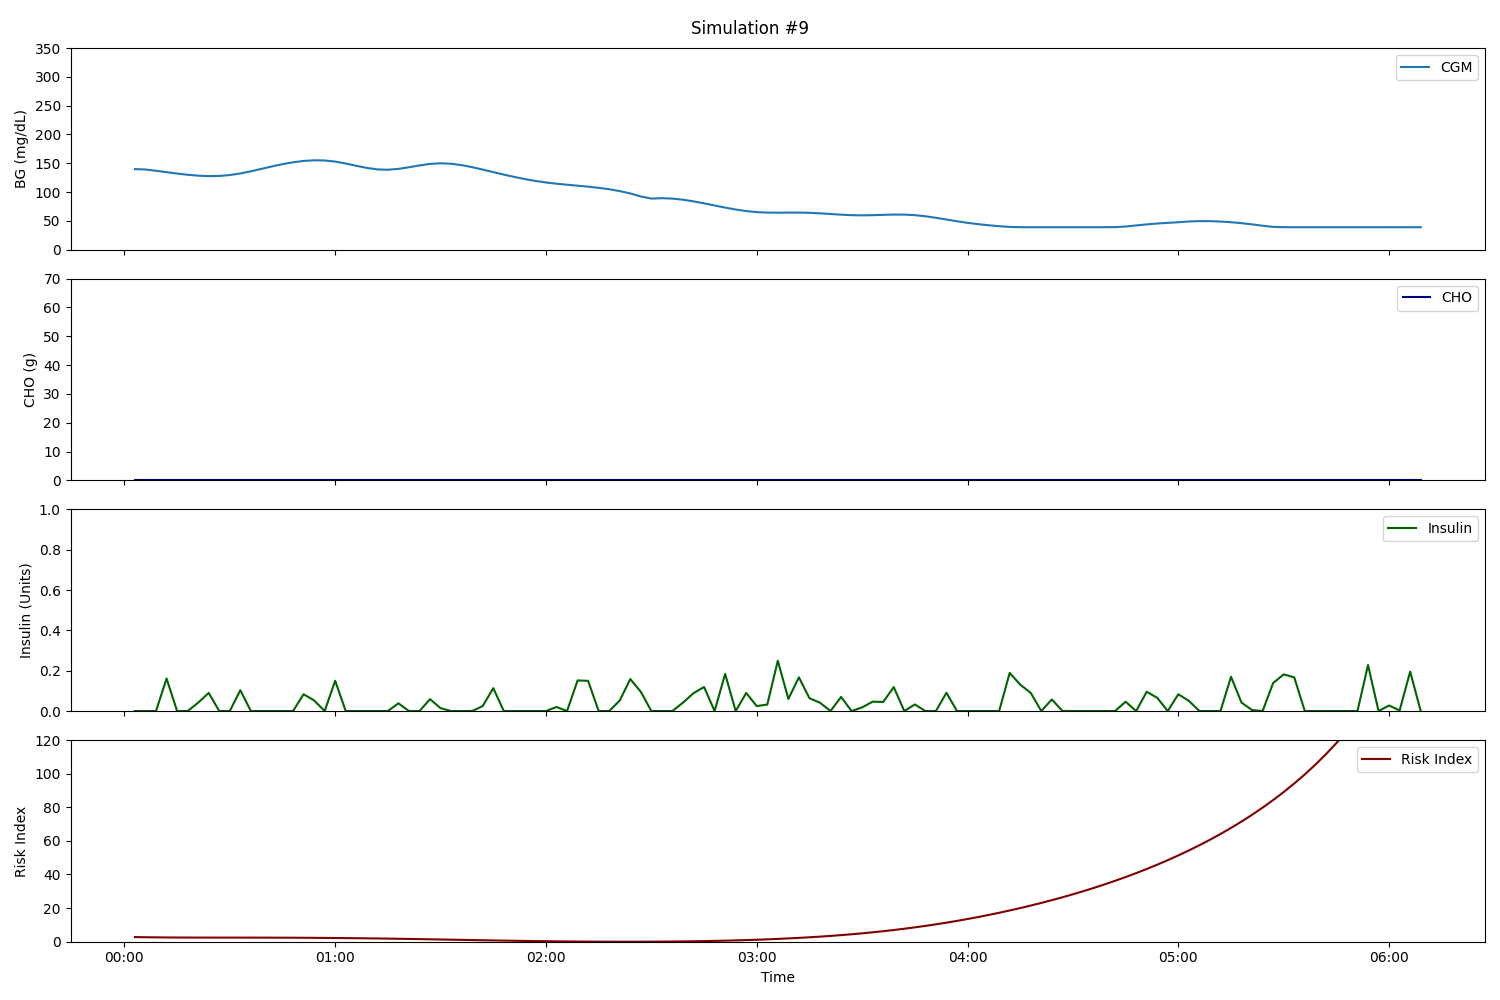 Simulation #9
350
300
250
200
150
100
50
0
BG (mg/dL)
CGM
70
60
50
40
30
20
10
0
CHO (g)
CHO
1.0
0.8
0.6
0.4
0.2
0.0
Insulin (Units)
Insulin
120
100
80
60
40
20
0
Risk Index
Risk Index
00:00 01:00 02:00 03:00 04:00 05:00 06:00
Time